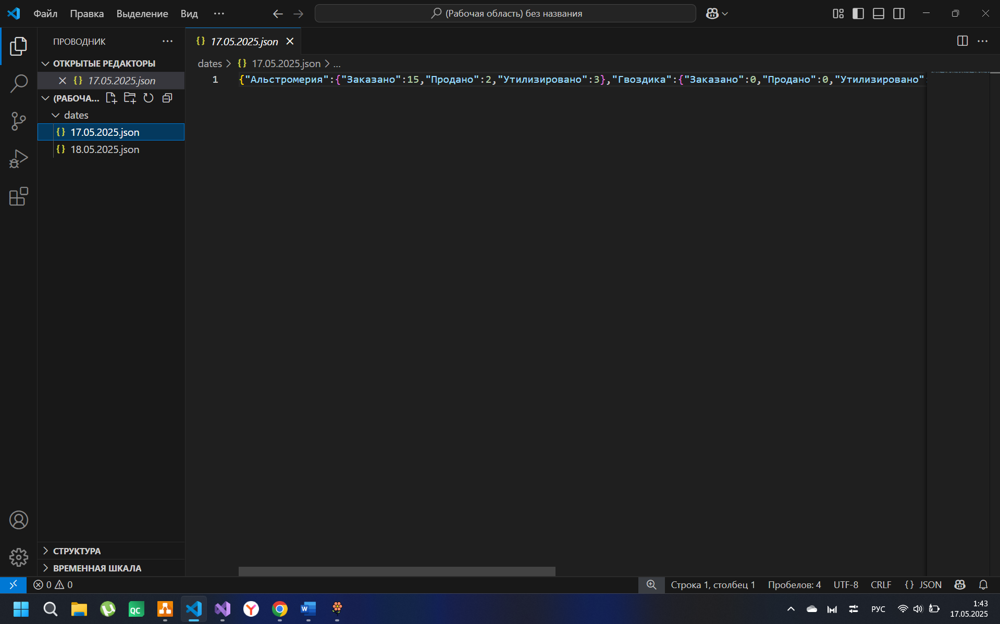 Файл Правка Выделение Вид ... (Рабочая область) без названия
ПРОВОДНИК ...
17.05.2025.json
ОТКРЫТЫЕ РЕДАКТОРЫ
dates > {} 17.05.2025.json > ...
{} 17.05.2025.json
1 {"Альстромерия":{"Заказано":15,"Продано":2,"Утилизировано":3},"Гвоздика":{"Заказано":0,"Продано":0,"Утилизировано"
(РАБОЧА...
dates
{} 17.05.2025.json
{} 18.05.2025.json
СТРУКТУРА
ВРЕМЕННАЯ ШКАЛА
0 0 Строка 1, столбец 1 Пробелов: 4 UTF-8 CRLF {} JSON
QC Y W РУС 1:43
17.05.2025